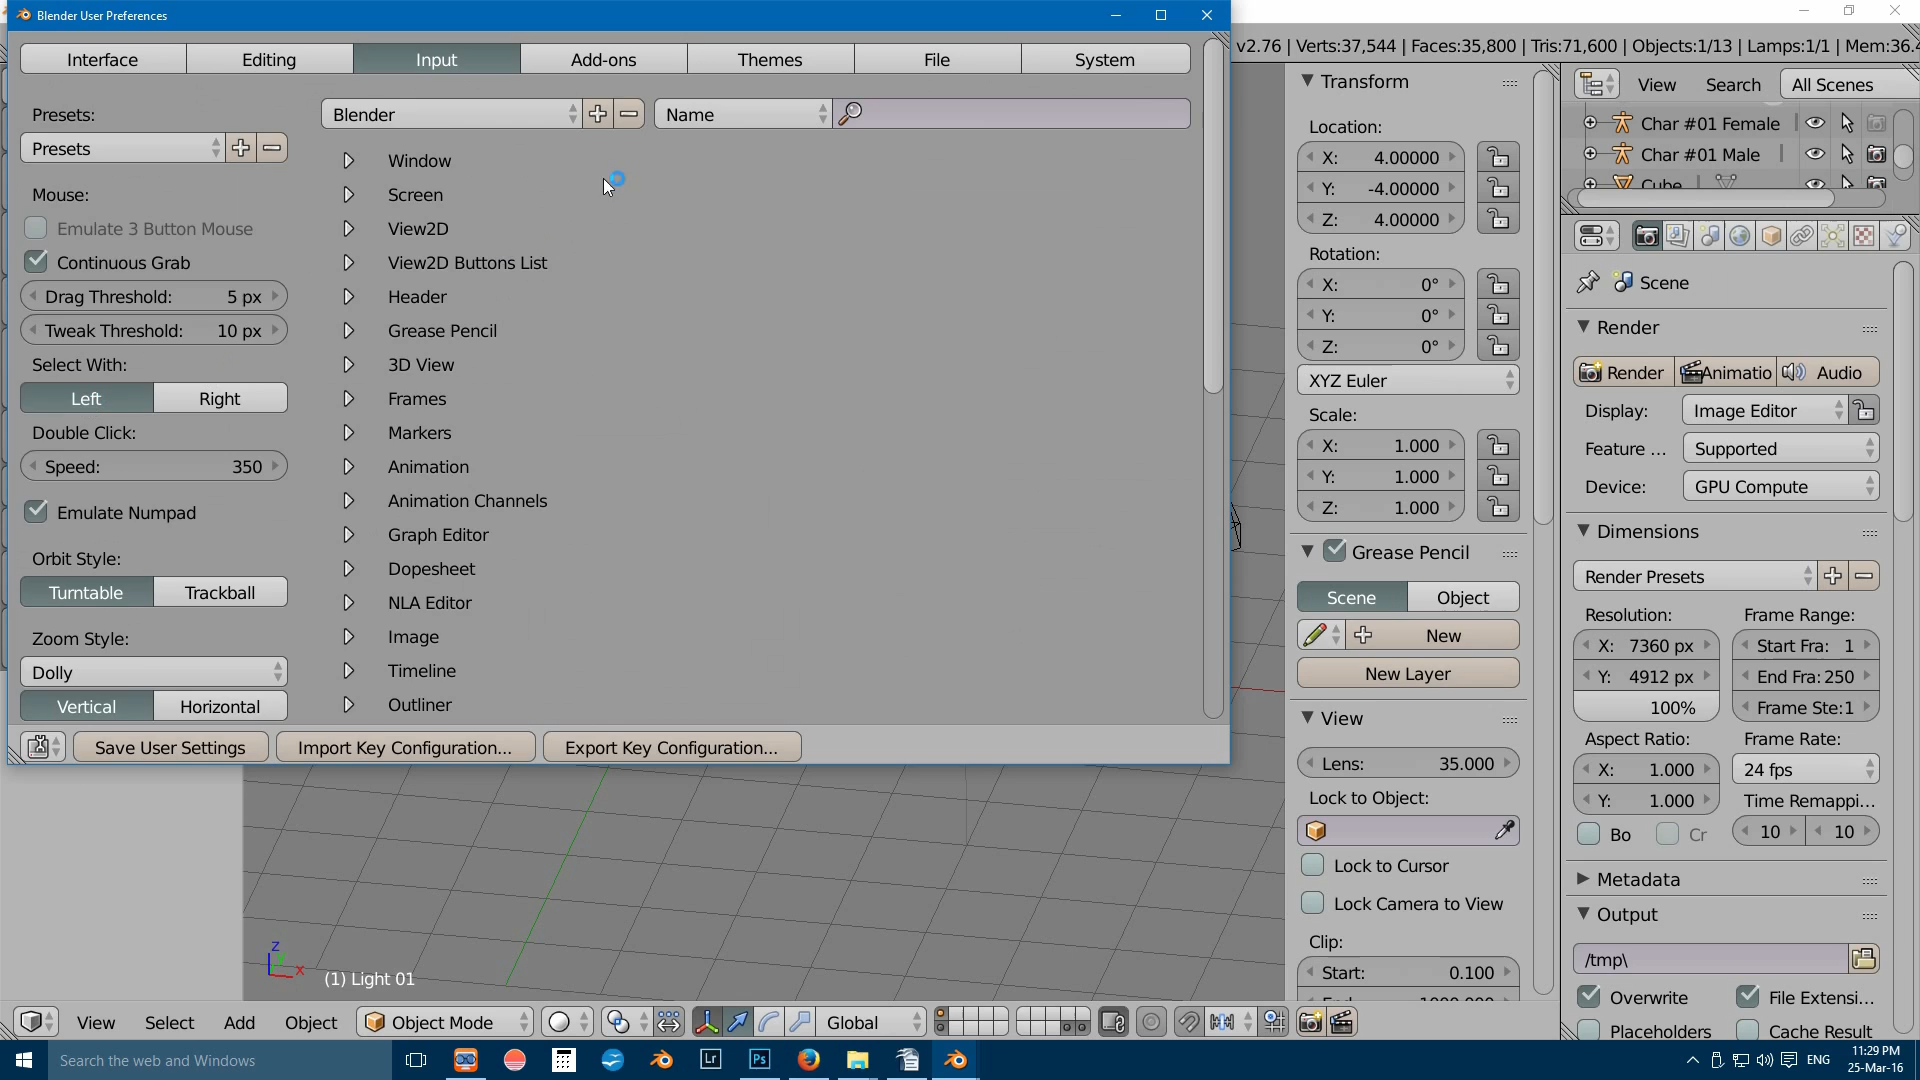 Blender User Preferences
Interface
Editing
Input
Add-ons
Themes
File
System
Presets:
Presets
Mouse:
Emulate 3 Button Mouse
Continuous Grab
Drag Threshold: 5 px
Tweak Threshold: 10 px
Select With:
Left
Right
Double Click:
Speed: 350
Emulate Numpad
Orbit Style:
Turntable
Trackball
Zoom Style:
Dolly
Vertical
Horizontal
Blender
Name
Window
Screen
View2D
View2D Buttons List
Header
Grease Pencil
3D View
Frames
Markers
Animation
Animation Channels
Graph Editor
Dopesheet
NLA Editor
Image
Timeline
Outliner
Save User Settings
Import Key Configuration...
Export Key Configuration...
v2.76 | Verts:37,544 | Faces:35,800 | Tris:71,600 | Objects:1/13 | Lamps:1/1 | Mem:36.4
Transform
Location:
X: 4.00000
Y: -4.00000
Z: 4.00000
Rotation:
X: 0°
Y: 0°
Z: 0°
XYZ Euler
Scale:
X: 1.000
Y: 1.000
Z: 1.000
Grease Pencil
Scene
Object
New
New Layer
View
Lens: 35.000
Lock to Object:
Lock to Cursor
Lock Camera to View
Clip:
Start: 0.100
View
Search
All Scenes
Char #01 Female
Char #01 Male
Cube
Scene
Render
Render
Animatio
Audio
Display: Image Editor
Feature ... Supported
Device: GPU Compute
Dimensions
Render Presets
Resolution:
X: 7360 px
Y: 4912 px
100%
Aspect Ratio:
X: 1.000
Y: 1.000
Bo
Cr
Frame Range:
Start Fra: 1
End Fra: 250
Frame Ste: 1
Frame Rate:
24 fps
Time Remappi...
10
10
Metadata
Output
/tmp\
Overwrite
File Extensi...
Placeholders
Cache Result
z
x
(1) Light 01
View
Select
Add
Object
Object Mode
Global
Search the web and Windows
Lr
Ps
ENG
11:29 PM
25-Mar-16